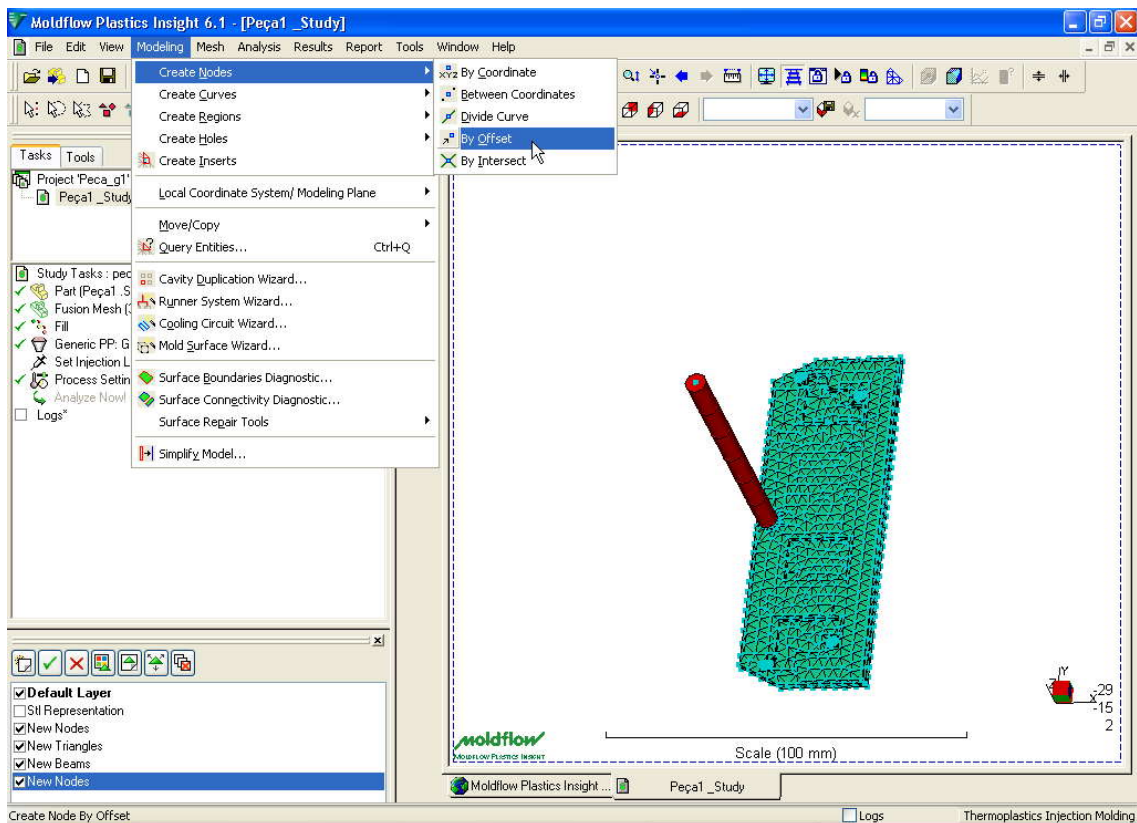 Moldflow Plastics Insight 6.1 - [Peça1 _Study]
File Edit View Modeling Mesh Analysis Results Report Tools Window Help
Create Nodes
Create Curves
Create Regions
Create Holes
Create Inserts
Local Coordinate System/ Modeling Plane
Move/Copy
Query Entities... Ctrl+Q
Cavity Duplication Wizard...
Runner System Wizard...
Cooling Circuit Wizard...
Mold Surface Wizard...
Surface Boundaries Diagnostic...
Surface Connectivity Diagnostic...
Surface Repair Tools
Simplify Model...
By Coordinate
Between Coordinates
Divide Curve
By Offset
By Intersect
Tasks Tools
Project 'Peca_g1'
Peça1 _Study
Study Tasks : pec
Part (Peça1 .S
Fusion Mesh (
Fill
Generic PP: G
Set Injection L
Process Settin
Analyze Now!
Logs*
Default Layer
Stl Representation
New Nodes
New Triangles
New Beams
New Nodes
moldflow
MOLDFLOW PLASTICS INSIGHT
Scale (100 mm)
Y
X
-29
-15
2
Moldflow Plastics Insight ... Peça1 _Study
Create Node By Offset Logs Thermoplastics Injection Molding